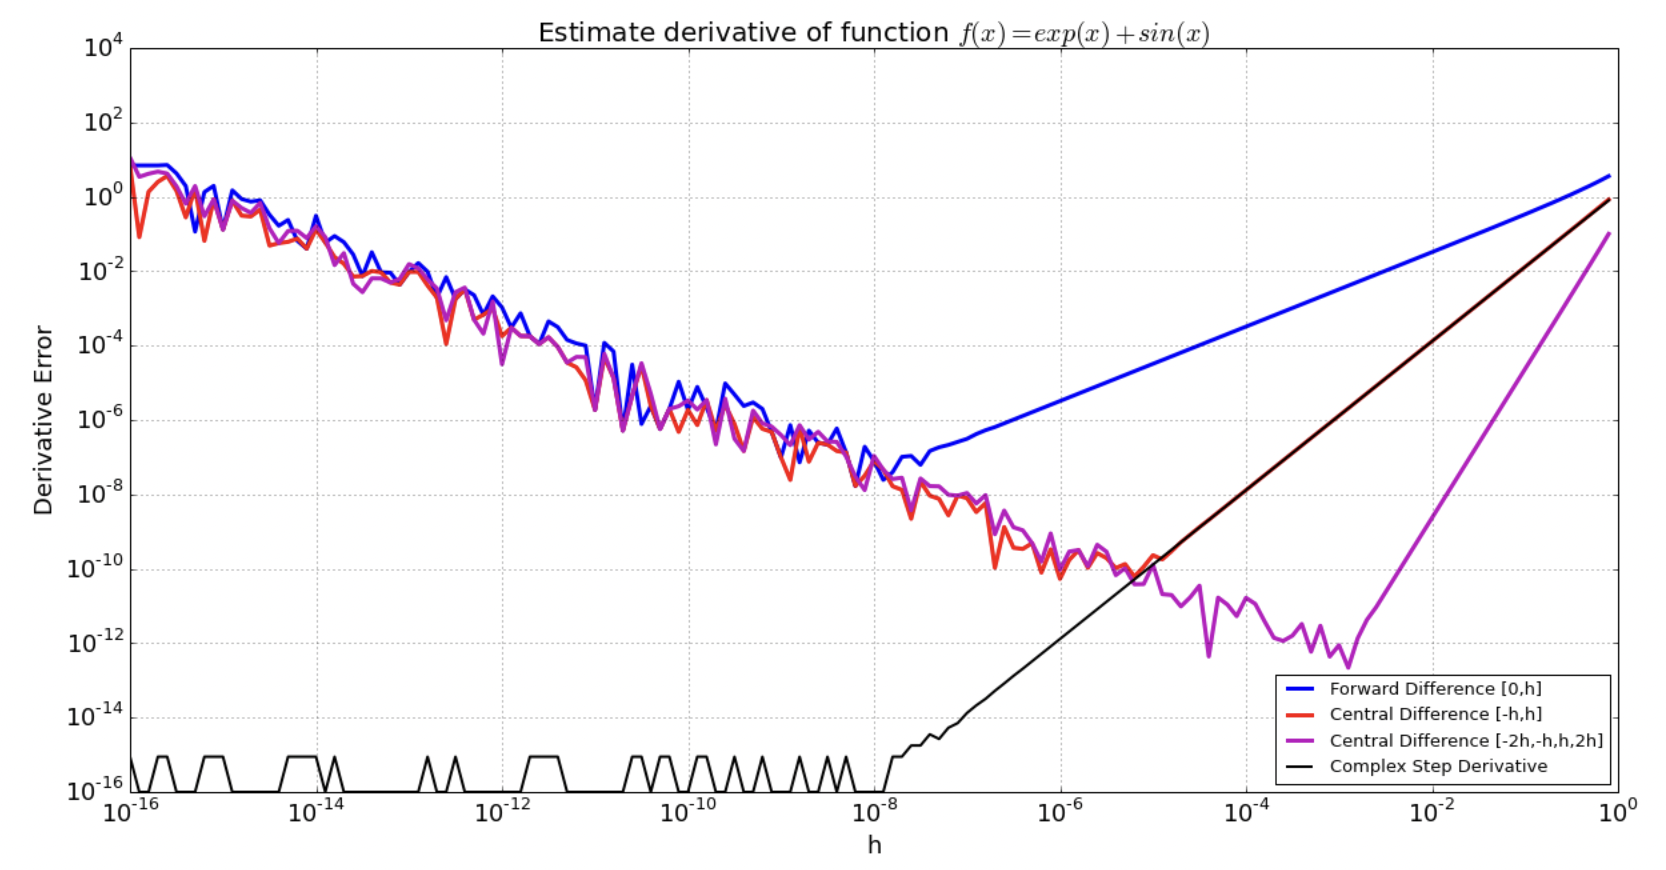 Estimate derivative of function f(x)=exp(x)+sin(x)
10^4
10^2
10^0
10^-2
10^-4
10^-6
10^-8
10^-10
10^-12
10^-14
10^-16
Derivative Error
Forward Difference [0,h]
Central Difference [-h,h]
Central Difference [-2h,-h,h,2h]
Complex Step Derivative
10^-16 10^-14 10^-12 10^-10 10^-8 10^-6 10^-4 10^-2 10^0
h